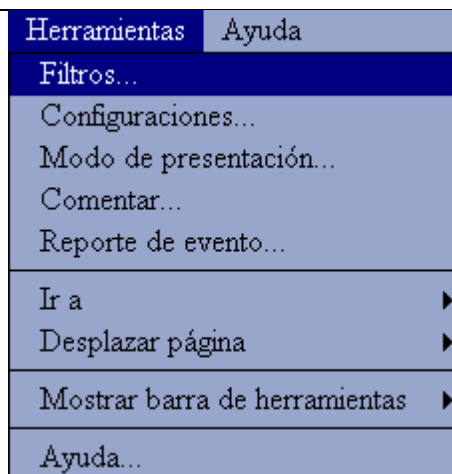 Herramientas Ayuda
Filtros...
Configuraciones...
Modo de presentación...
Comentar...
Reporte de evento...
Ir a
Desplazar página
Mostrar barra de herramientas
Ayuda...